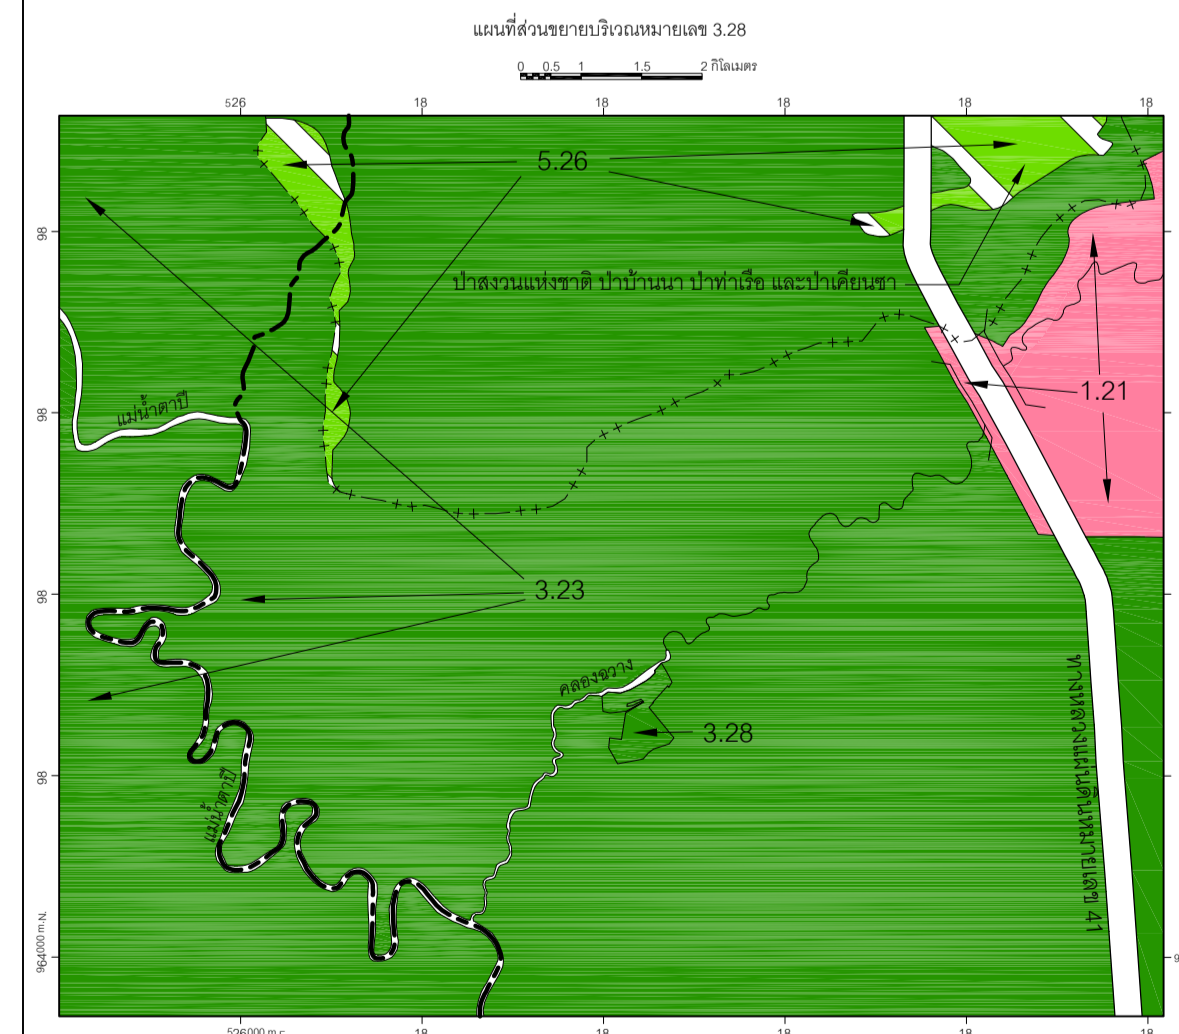 แผนที่ส่วนขยายบริเวณหมายเลข 3.28
0 0.5 1 1.5 2 กิโลเมตร
526 18 18 18 18 18
5.26
98
ป่าสงวนแห่งชาติ ป่าบ้านนา ป่าท่าเรือ และป่าเคียนซา
1.21
แม่น้ำตาปี
98
98
3.23
คลองฉวาง
3.28
ทางหลวงแผ่นดินหมายเลข 41
98
แม่น้ำตาปี
964000 m.N.
9
526000 m.E. 18 18 18 18 18